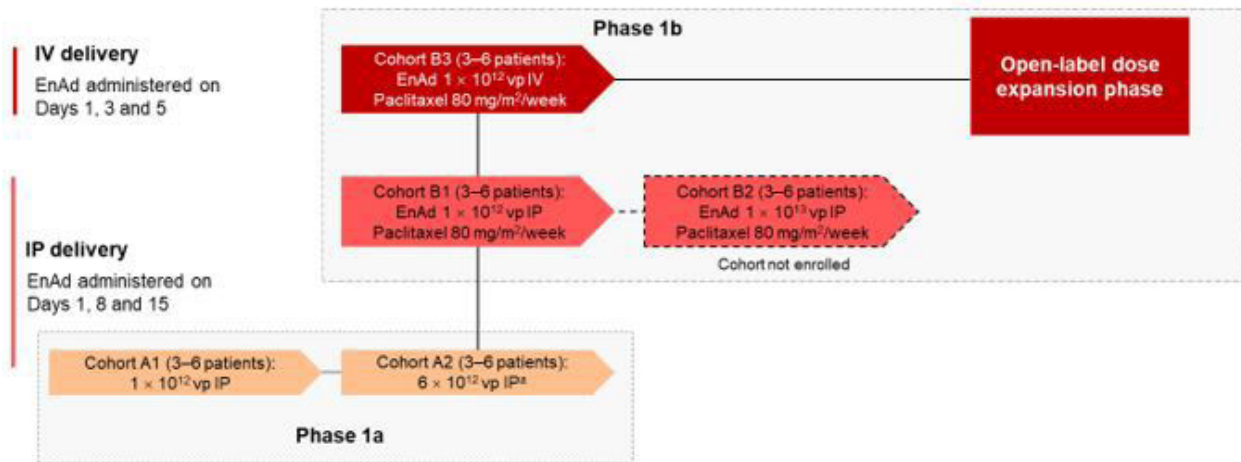 Phase 1b
IV delivery
EnAd administered on
Days 1, 3 and 5
Cohort B3 (3–6 patients):
EnAd 1 × 10¹² vp IV
Paclitaxel 80 mg/m²/week
Open-label dose
expansion phase
Cohort B1 (3–6 patients):
EnAd 1 × 10¹² vp IP
Paclitaxel 80 mg/m²/week
Cohort B2 (3–6 patients):
EnAd 1 × 10¹³ vp IP
Paclitaxel 80 mg/m²/week
Cohort not enrolled
IP delivery
EnAd administered on
Days 1, 8 and 15
Cohort A1 (3–6 patients):
1 × 10¹² vp IP
Cohort A2 (3–6 patients):
6 × 10¹² vp IPª
Phase 1a